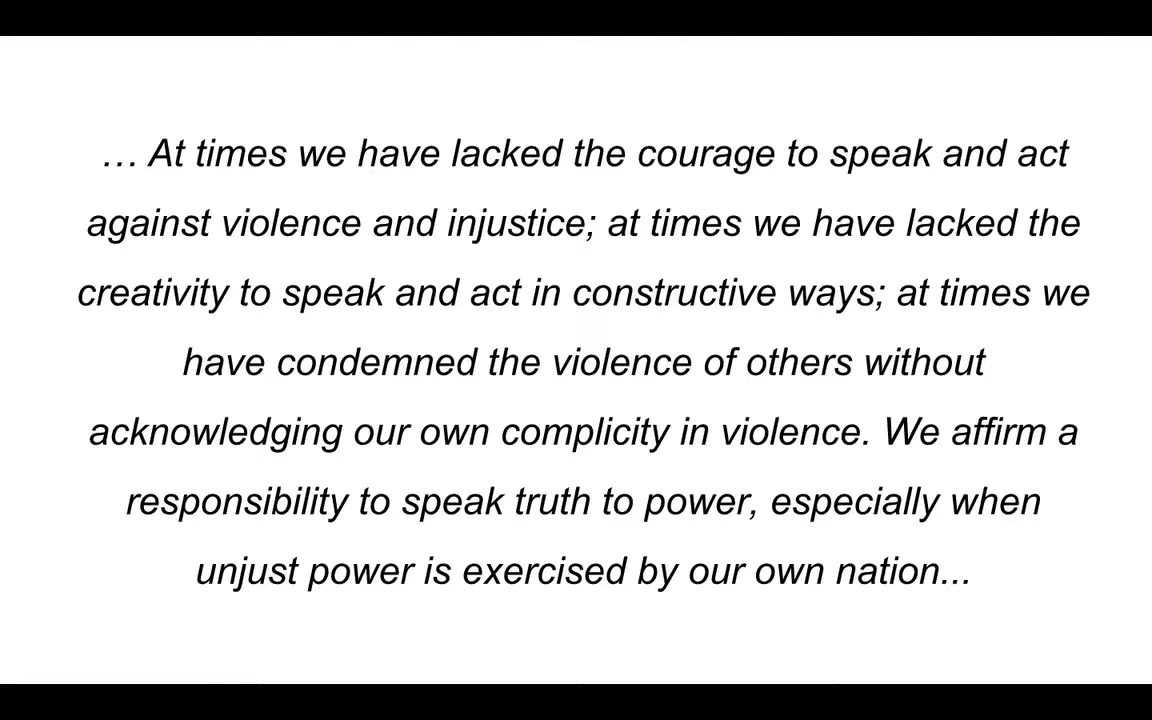 … At times we have lacked the courage to speak and act
against violence and injustice; at times we have lacked the
creativity to speak and act in constructive ways; at times we
have condemned the violence of others without
acknowledging our own complicity in violence. We affirm a
responsibility to speak truth to power, especially when
unjust power is exercised by our own nation...